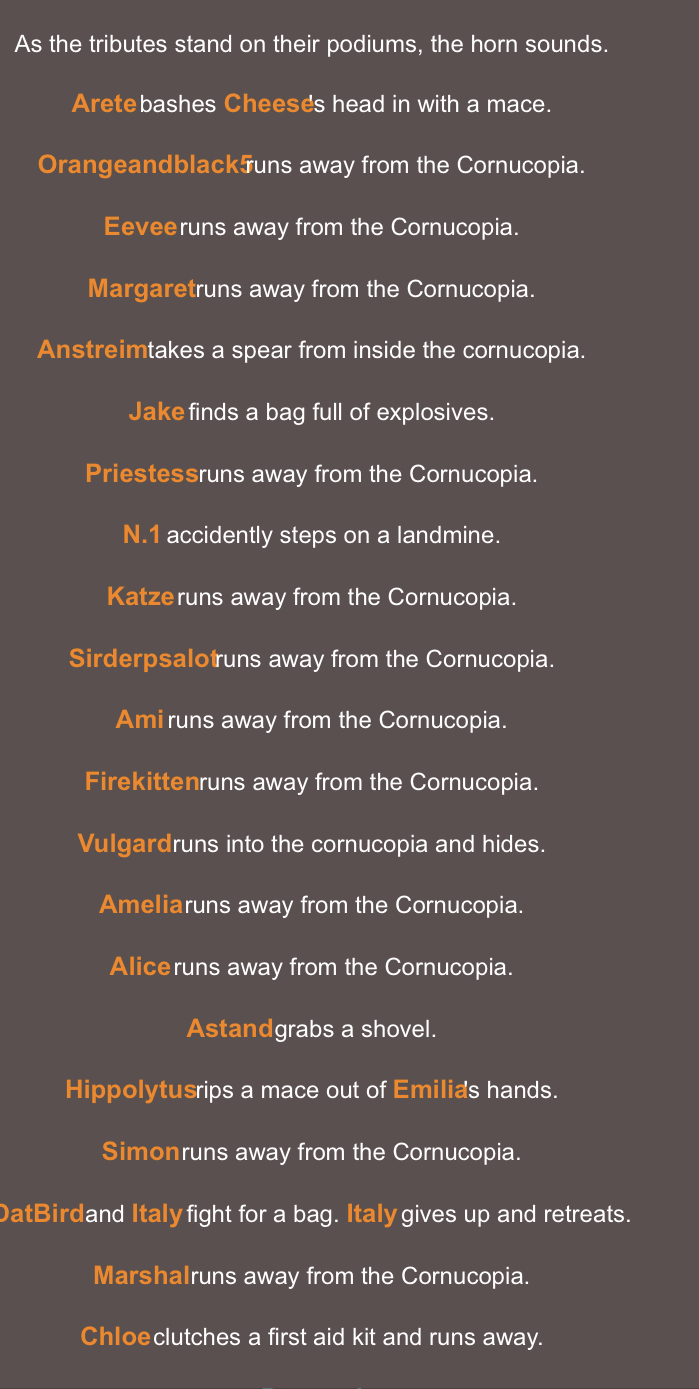 As the tributes stand on their podiums, the horn sounds.
Arete bashes Cheese's head in with a mace.
Orangeandblack5 runs away from the Cornucopia.
Eevee runs away from the Cornucopia.
Margaret runs away from the Cornucopia.
Anstreim takes a spear from inside the cornucopia.
Jake finds a bag full of explosives.
Priestess runs away from the Cornucopia.
N.1 accidently steps on a landmine.
Katze runs away from the Cornucopia.
Sirderpsalot runs away from the Cornucopia.
Ami runs away from the Cornucopia.
Firekitten runs away from the Cornucopia.
Vulgard runs into the cornucopia and hides.
Amelia runs away from the Cornucopia.
Alice runs away from the Cornucopia.
Astand grabs a shovel.
Hippolytus rips a mace out of Emilia's hands.
Simon runs away from the Cornucopia.
DatBird and Italy fight for a bag. Italy gives up and retreats.
Marshal runs away from the Cornucopia.
Chloe clutches a first aid kit and runs away.